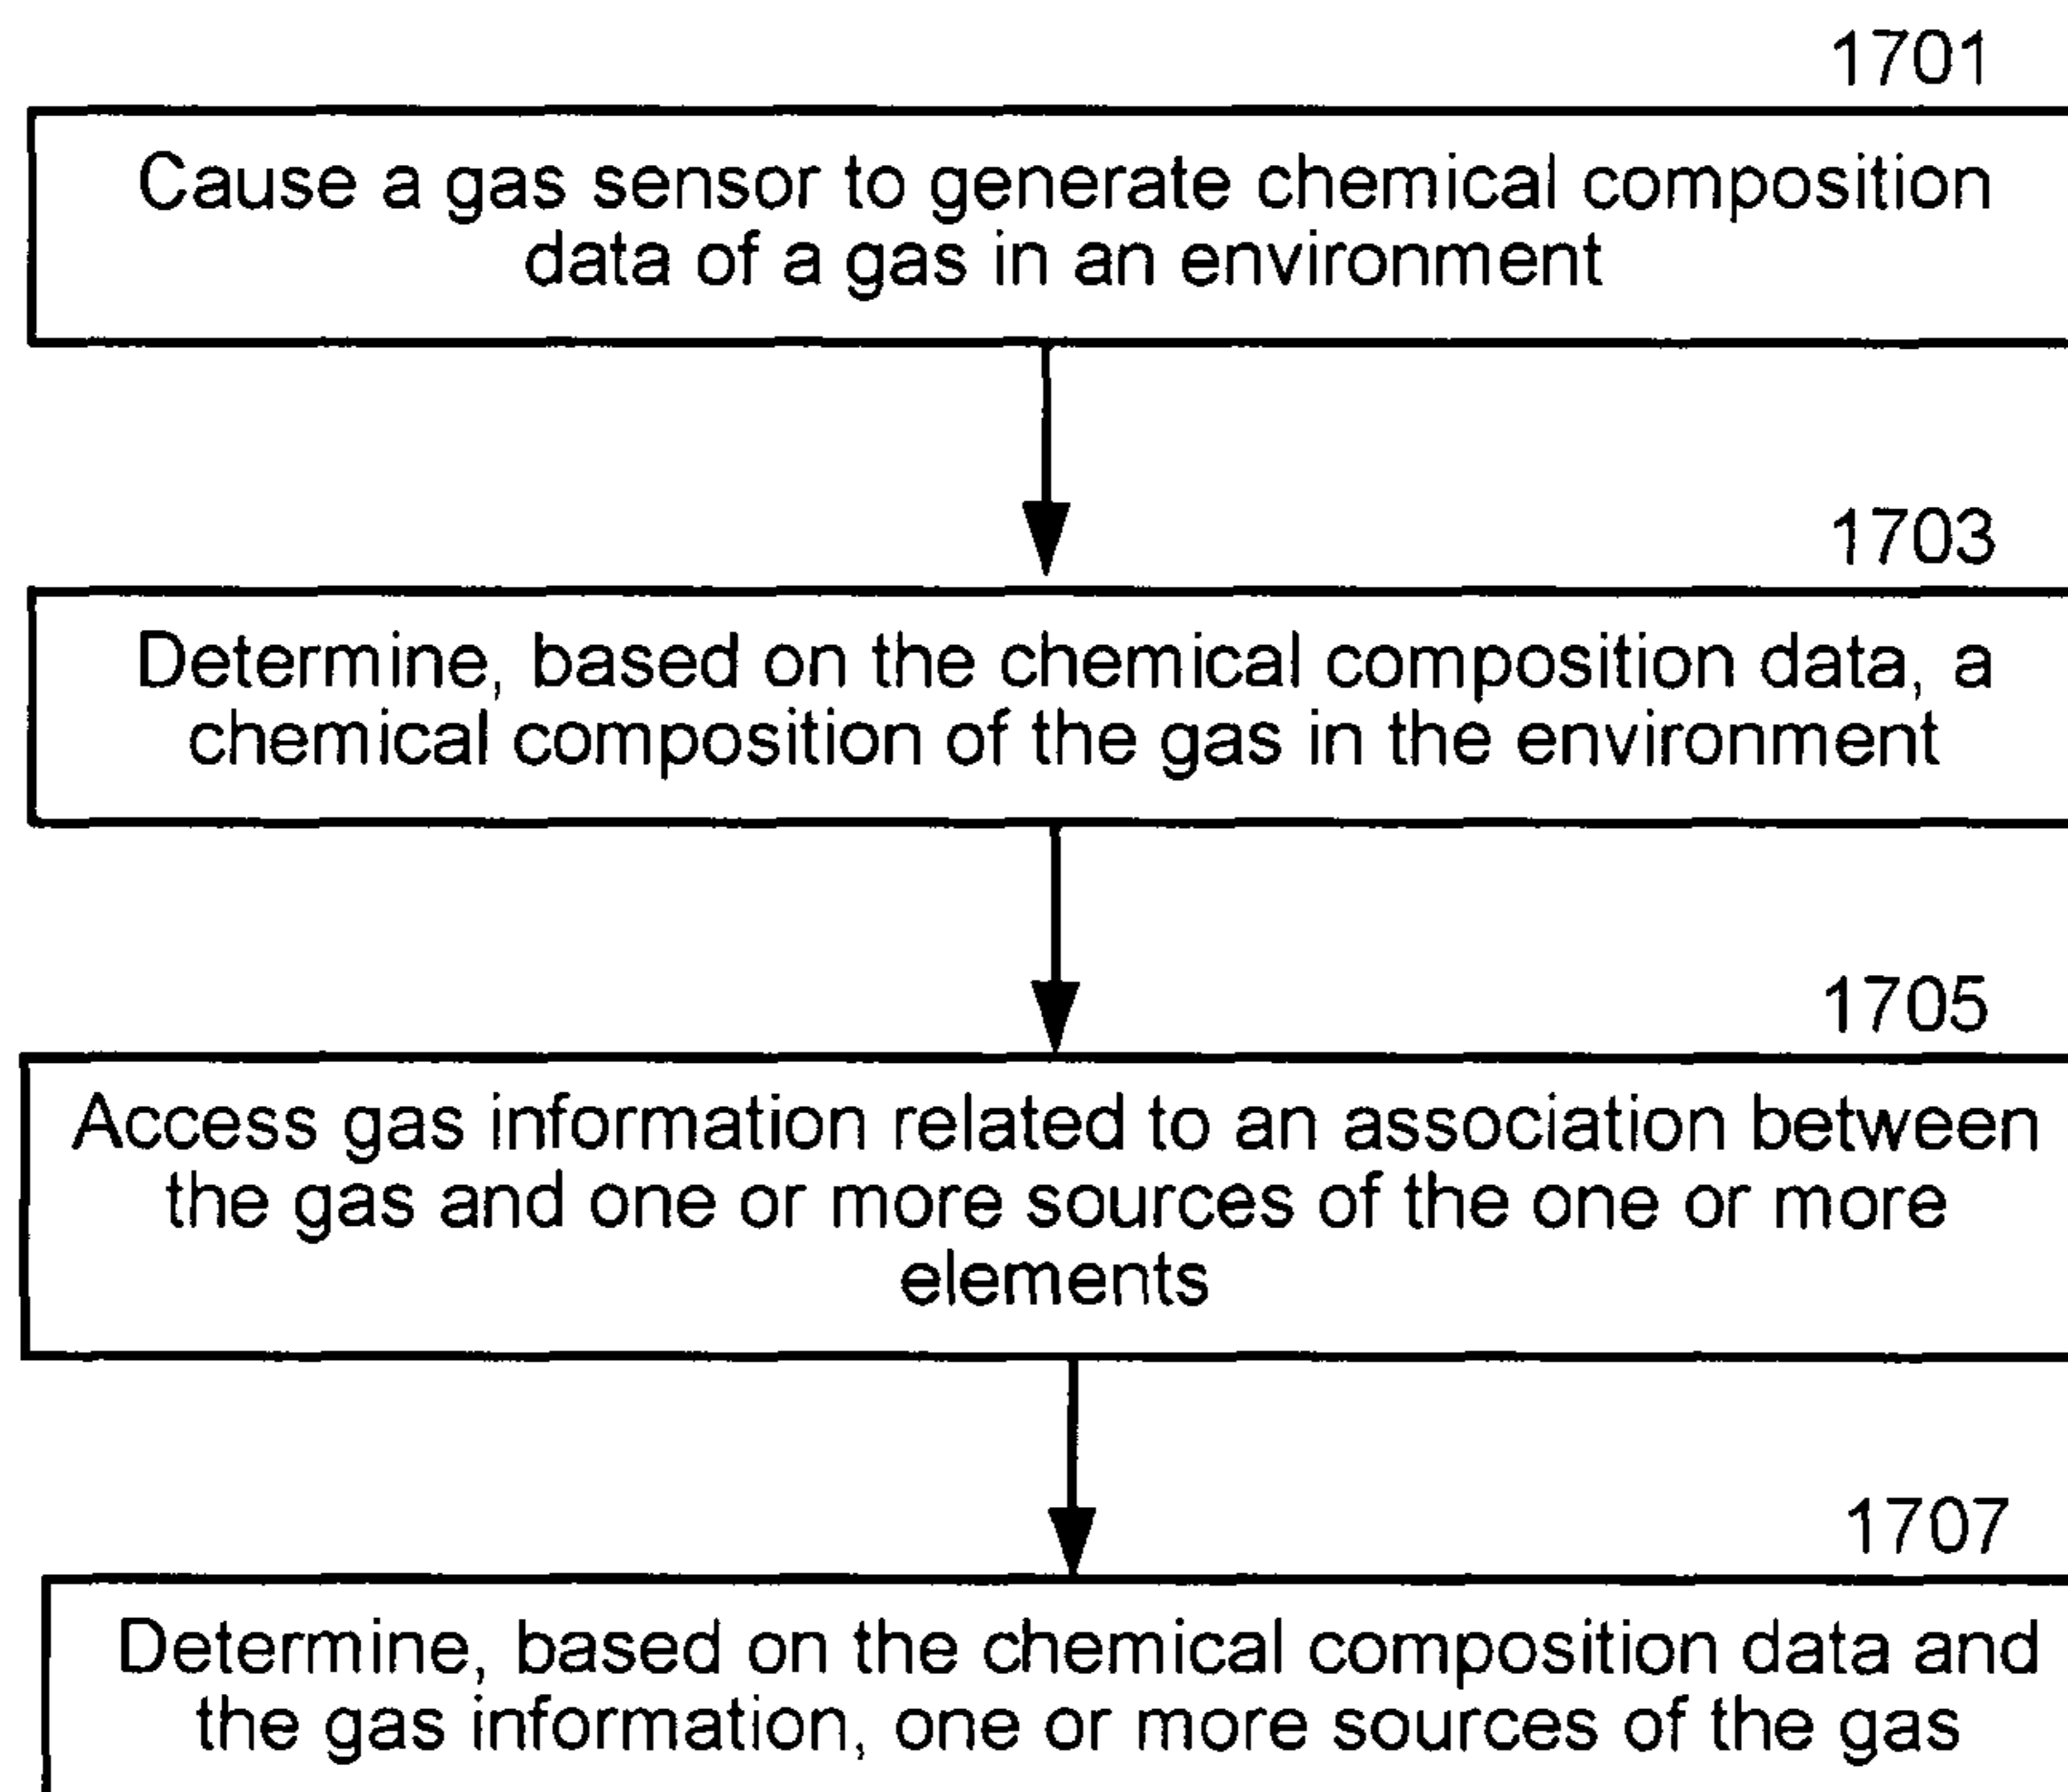 1701
Cause a gas sensor to generate chemical composition
data of a gas in an environment
1703
Determine, based on the chemical composition data, a
chemical composition of the gas in the environment
1705
Access gas information related to an association between
the gas and one or more sources of the one or more
elements
1707
Determine, based on the chemical composition data and
the gas information, one or more sources of the gas